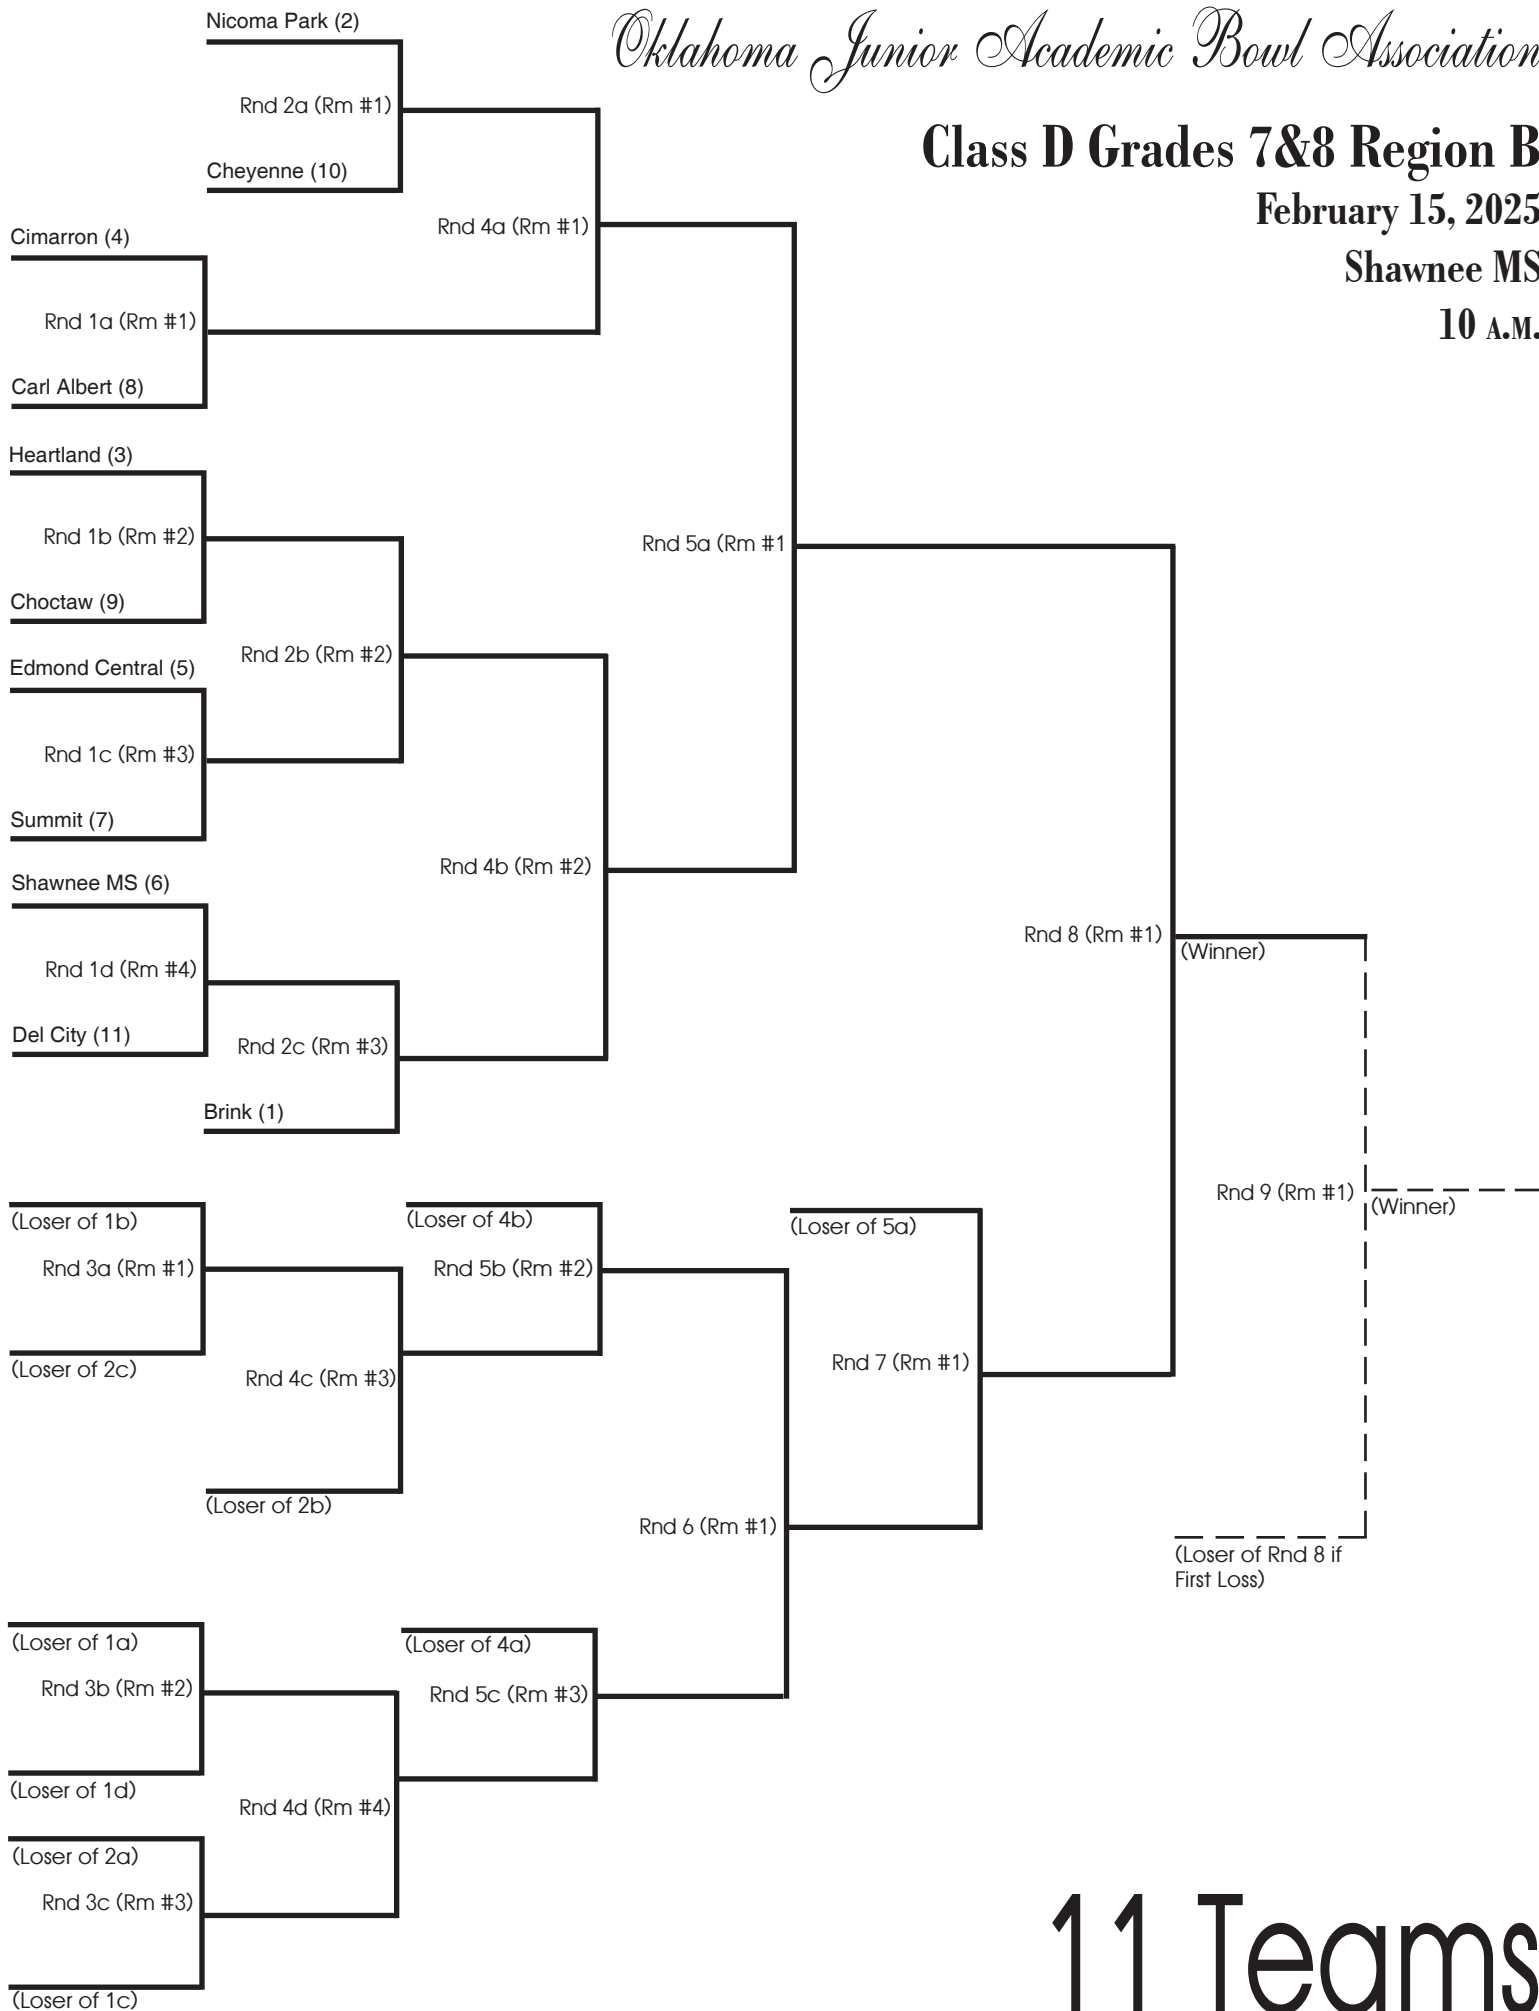 Oklahoma Junior Academic Bowl Association
Class D Grades 7&8 Region B
February 15, 2025
Shawnee MS
10 A.M.
Nicoma Park (2)
Rnd 2a (Rm #1)
Cheyenne (10)
Rnd 4a (Rm #1)
Cimarron (4)
Rnd 1a (Rm #1)
Carl Albert (8)
Heartland (3)
Rnd 1b (Rm #2)
Rnd 5a (Rm #1
Choctaw (9)
Rnd 2b (Rm #2)
Edmond Central (5)
Rnd 1c (Rm #3)
Summit (7)
Rnd 4b (Rm #2)
Shawnee MS (6)
Rnd 8 (Rm #1)
(Winner)
Rnd 1d (Rm #4)
Del City (11)
Rnd 2c (Rm #3)
Brink (1)
Rnd 9 (Rm #1)
(Winner)
(Loser of 1b)
(Loser of 4b)
(Loser of 5a)
Rnd 3a (Rm #1)
Rnd 5b (Rm #2)
(Loser of 2c)
Rnd 4c (Rm #3)
Rnd 7 (Rm #1)
(Loser of 2b)
Rnd 6 (Rm #1)
(Loser of Rnd 8 if
First Loss)
(Loser of 1a)
(Loser of 4a)
Rnd 3b (Rm #2)
Rnd 5c (Rm #3)
(Loser of 1d)
Rnd 4d (Rm #4)
(Loser of 2a)
Rnd 3c (Rm #3)
(Loser of 1c)
11 Teams